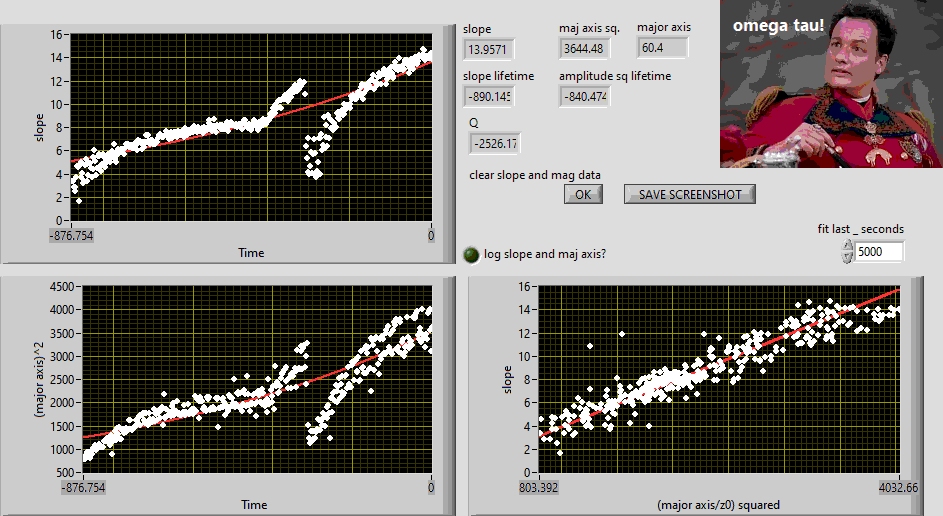 omega tau!
slope
maj axis sq.
major axis
13.9571
3644.48
60.4
slope lifetime
amplitude sq lifetime
-890.145
-840.474
Q
-2526.17
clear slope and mag data
OK
SAVE SCREENSHOT
fit last _ seconds
5000
log slope and maj axis?
16
14
12
10
8
6
4
2
0
slope
-876.754
0
Time
4500
4000
3500
3000
2500
2000
1500
1000
500
(major axis)^2
-876.754
0
Time
16
14
12
10
8
6
4
2
0
slope
803.392
4032.66
(major axis/z0) squared